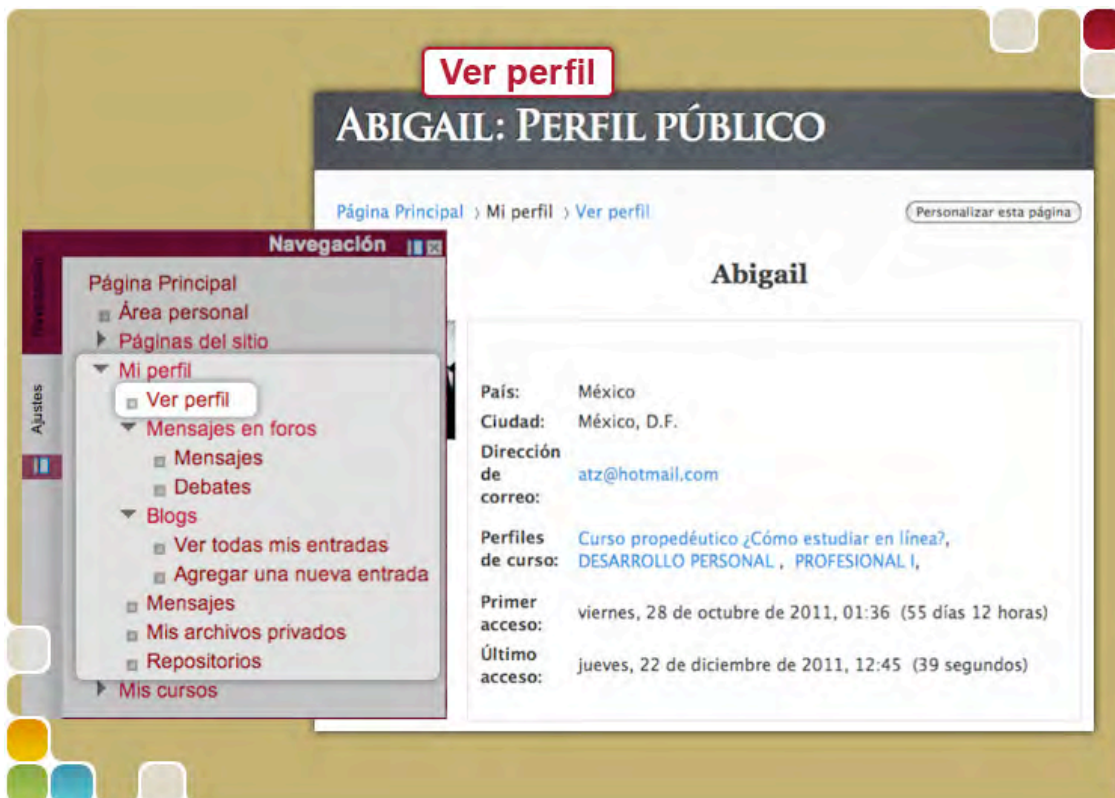 Ver perfil
ABIGAIL: PERFIL PÚBLICO
Página Principal › Mi perfil › Ver perfil
Personalizar esta página
Navegación
Ajustes
Página Principal
Área personal
Páginas del sitio
Mi perfil
Ver perfil
Mensajes en foros
Mensajes
Debates
Blogs
Ver todas mis entradas
Agregar una nueva entrada
Mensajes
Mis archivos privados
Repositorios
Mis cursos
Abigail
País: México
Ciudad: México, D.F.
Dirección
de atz@hotmail.com
correo:
Perfiles Curso propedéutico ¿Cómo estudiar en línea?,
de curso: DESARROLLO PERSONAL , PROFESIONAL I,
Primer
acceso: viernes, 28 de octubre de 2011, 01:36 (55 días 12 horas)
Último
acceso: jueves, 22 de diciembre de 2011, 12:45 (39 segundos)